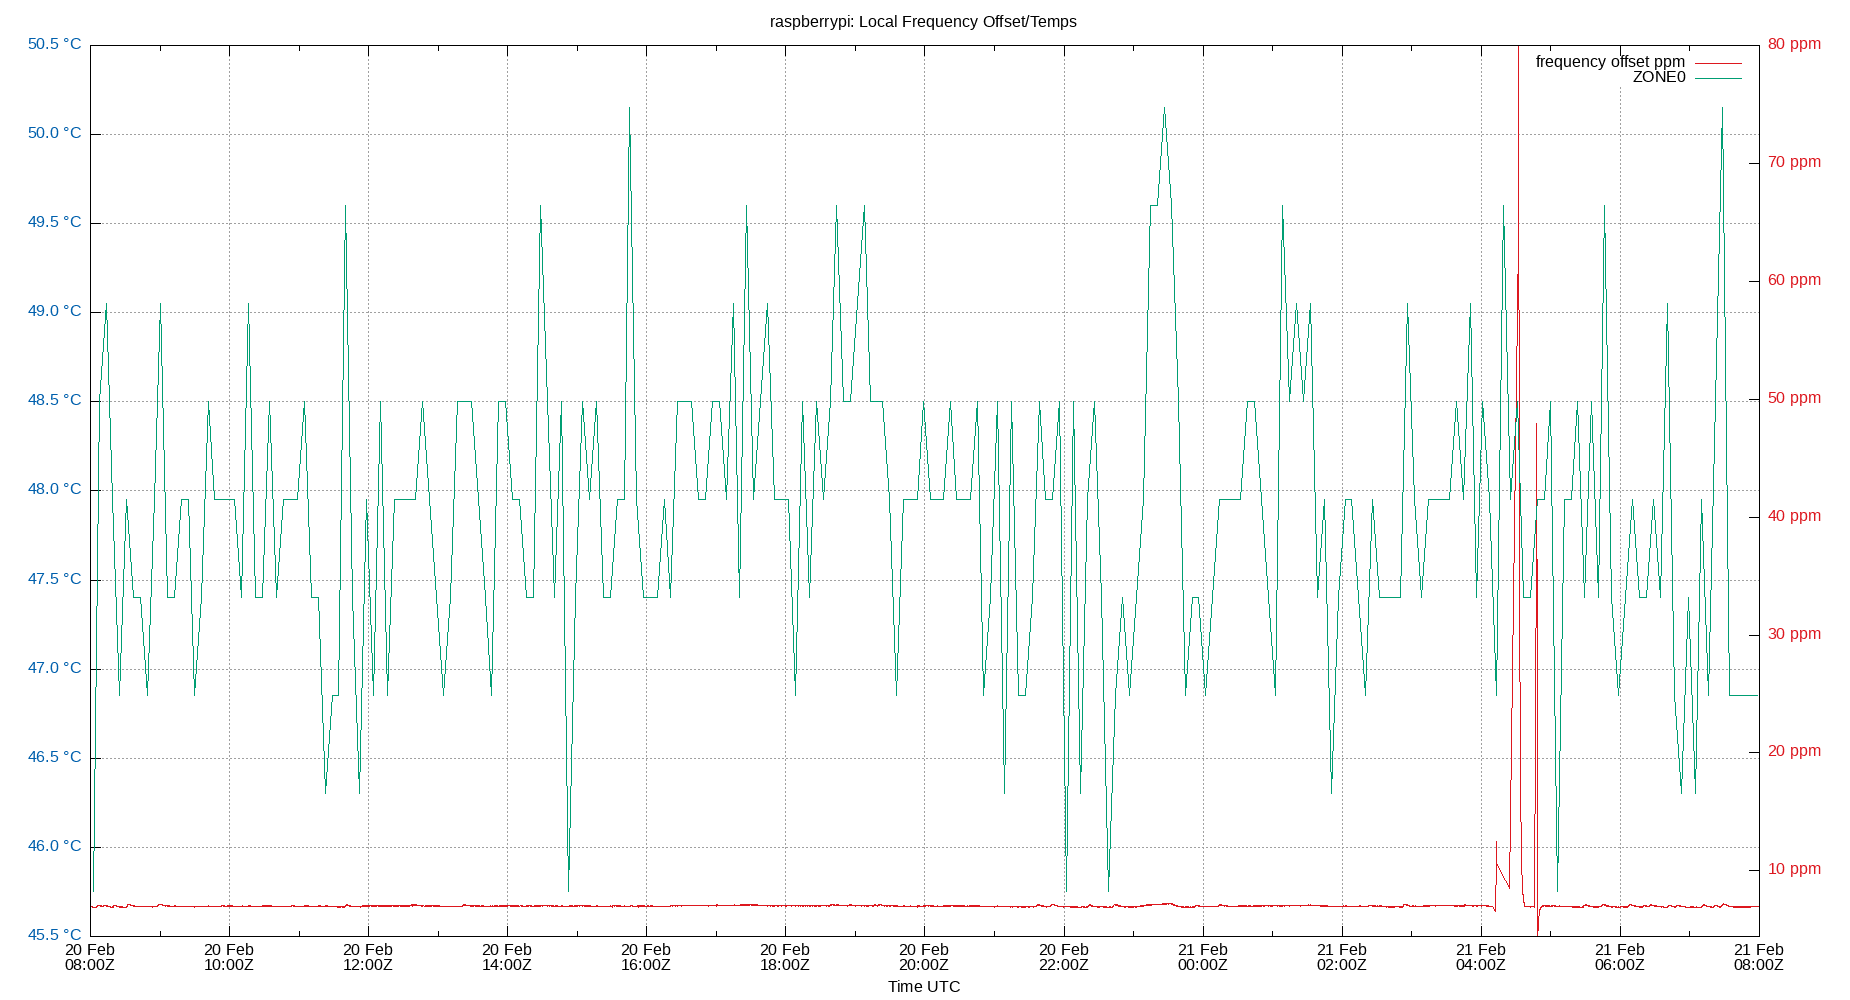 raspberrypi: Local Frequency Offset/Temps
50.5 °C
50.0 °C
49.5 °C
49.0 °C
48.5 °C
48.0 °C
47.5 °C
47.0 °C
46.5 °C
46.0 °C
45.5 °C
80 ppm
70 ppm
60 ppm
50 ppm
40 ppm
30 ppm
20 ppm
10 ppm
frequency offset ppm
ZONE0
20 Feb
08:00Z
20 Feb
10:00Z
20 Feb
12:00Z
20 Feb
14:00Z
20 Feb
16:00Z
20 Feb
18:00Z
20 Feb
20:00Z
20 Feb
22:00Z
21 Feb
00:00Z
21 Feb
02:00Z
21 Feb
04:00Z
21 Feb
06:00Z
21 Feb
08:00Z
Time UTC